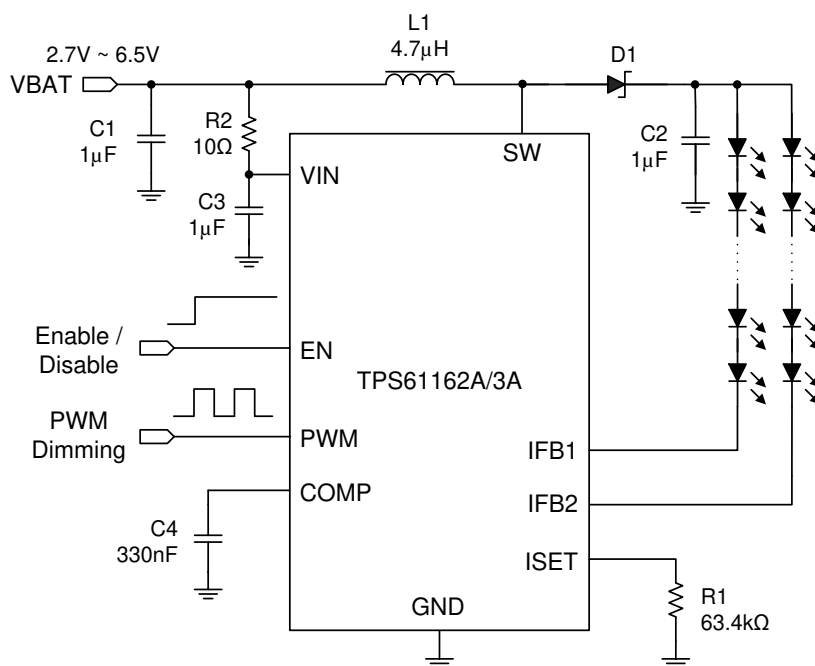 L1
4.7µH
2.7V ~ 6.5V
VBAT
D1
C1
1µF
R2
10Ω
C2
1µF
SW
VIN
C3
1µF
Enable /
Disable
EN
TPS61162A/3A
PWM
Dimming
PWM
IFB1
COMP
IFB2
C4
330nF
ISET
R1
63.4kΩ
GND